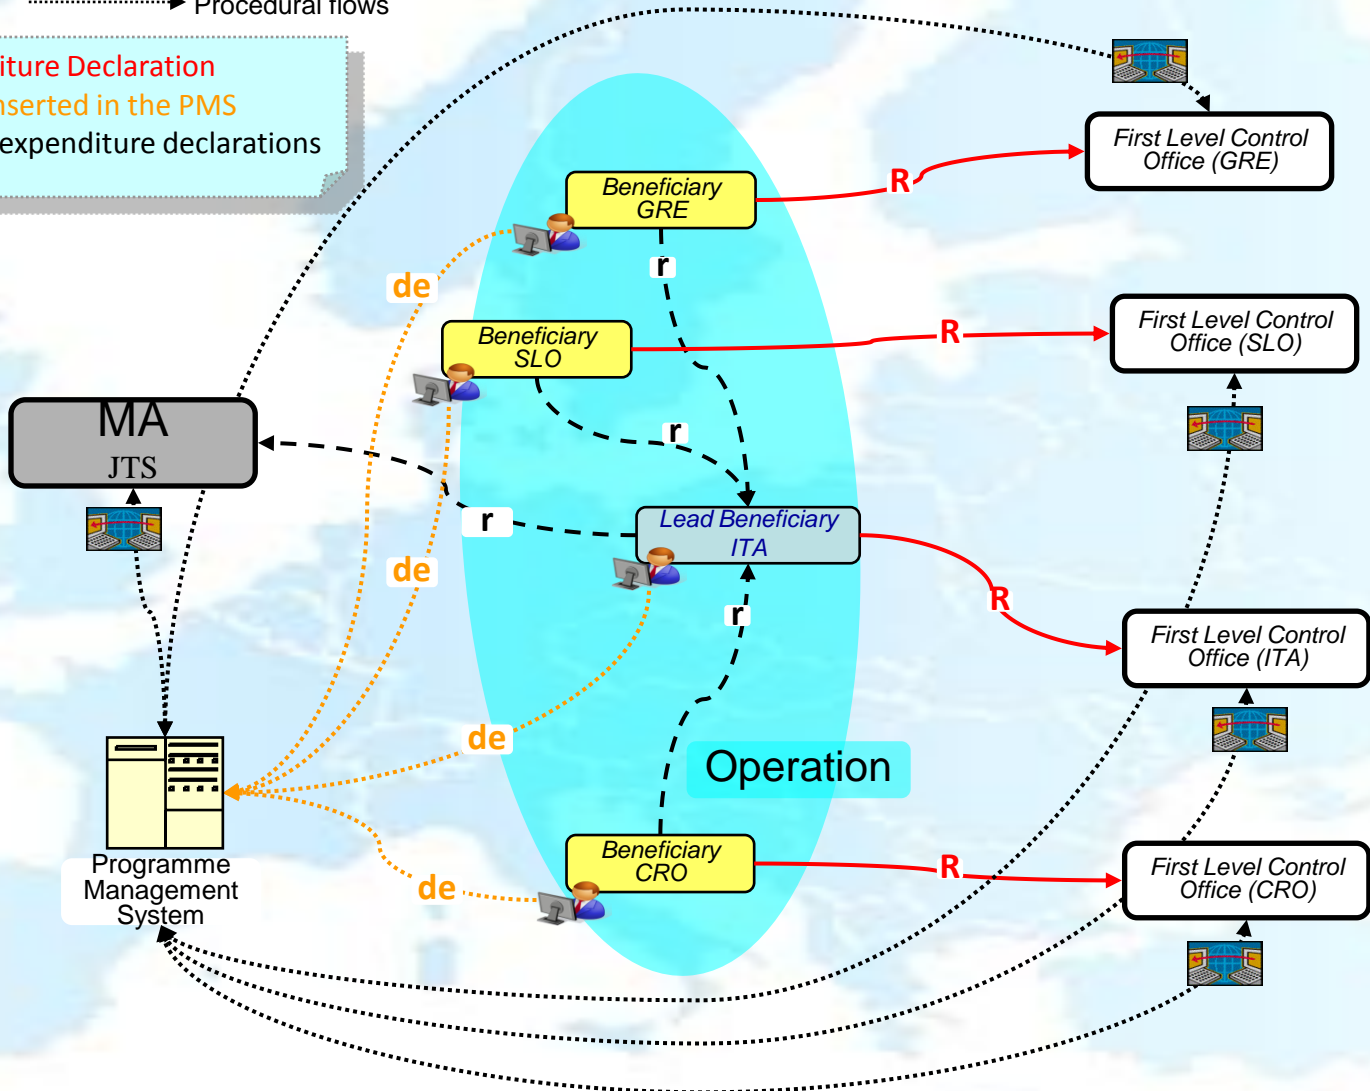 Procedural flows
iture Declaration
nserted in the PMS
expenditure declarations
First Level Control
Office (GRE)
R
Beneficiary
GRE
r
de
First Level Control
Office (SLO)
R
Beneficiary
SLO
r
MA
JTS
r
Lead Beneficiary
ITA
de
R
r
First Level Control
Office (ITA)
de
Operation
Beneficiary
CRO
R
First Level Control
Office (CRO)
de
Programme
Management
System